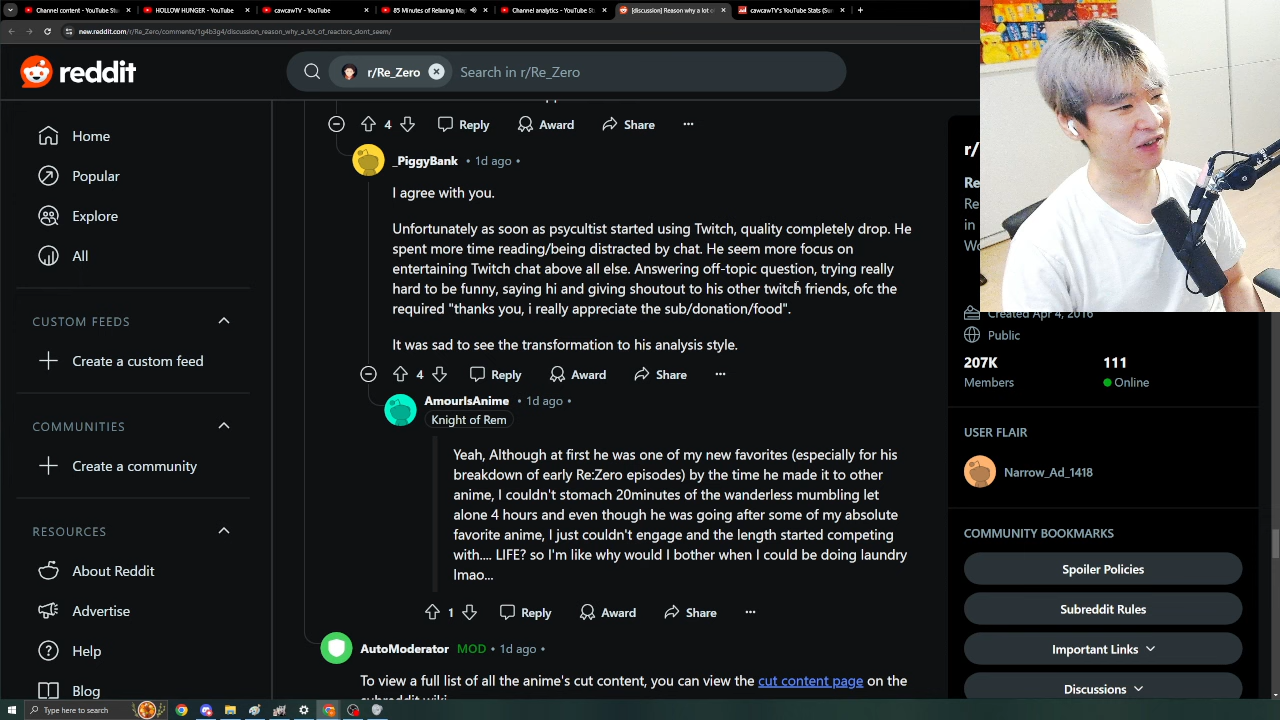 Channel content - YouTube Stu
HOLLOW HUNGER - YouTube
cawcawTV - YouTube
85 Minutes of Relaxing Ma
Channel analytics - YouTube St
[discussion] Reason why a lot o
cawcawTV's YouTube Stats (Su
new.reddit.com/r/Re_Zero/comments/1g4b3g4/discussion_reason_why_a_lot_of_reactors_dont_seem/
reddit
r/Re_Zero
Search in r/Re_Zero
Home
Popular
Explore
All
CUSTOM FEEDS
Create a custom feed
COMMUNITIES
Create a community
RESOURCES
About Reddit
Advertise
Help
Blog
4 Reply Award Share
_PiggyBank • 1d ago •
I agree with you.
Unfortunately as soon as psycultist started using Twitch, quality completely drop. He
spent more time reading/being distracted by chat. He seem more focus on
entertaining Twitch chat above all else. Answering off-topic question, trying really
hard to be funny, saying hi and giving shoutout to his other twitch friends, ofc the
required "thanks you, i really appreciate the sub/donation/food".
It was sad to see the transformation to his analysis style.
4 Reply Award Share
AmourIsAnime • 1d ago •
Knight of Rem
Yeah, Although at first he was one of my new favorites (especially for his
breakdown of early Re:Zero episodes) by the time he made it to other
anime, I couldn't stomach 20minutes of the wanderless mumbling let
alone 4 hours and even though he was going after some of my absolute
favorite anime, I just couldn't engage and the length started competing
with.... LIFE? so I'm like why would I bother when I could be doing laundry
lmao...
1 Reply Award Share
AutoModerator MOD • 1d ago •
To view a full list of all the anime's cut content, you can view the cut content page on the
subreddit wiki
r/
Re
Re
in
Wo
Created Apr 4, 2016
Public
207K 111
Members Online
USER FLAIR
Narrow_Ad_1418
COMMUNITY BOOKMARKS
Spoiler Policies
Subreddit Rules
Important Links
Discussions
Type here to search